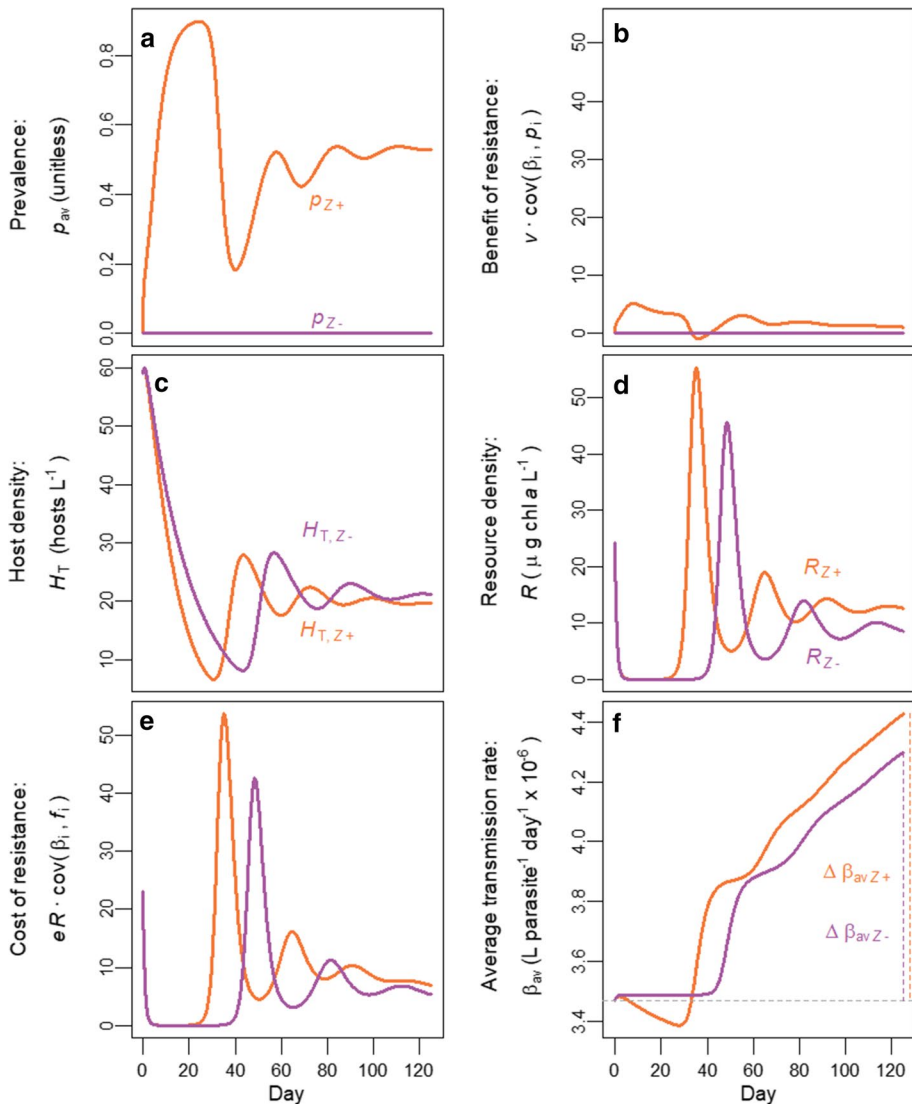 a
Prevalence:
p_av (unitless)
0.0 0.2 0.4 0.6 0.8
p_Z+
p_Z-
b
Benefit of resistance:
v · cov( β_i , p_i )
0 10 20 30 40 50
c
Host density:
H_T (hosts L^-1 )
10 20 30 40 50 60
H_T, Z-
H_T, Z+
d
Resource density:
R ( μ g chl a L^-1 )
0 10 20 30 40 50
R_Z+
R_Z-
e
Cost of resistance:
e R · cov( β_i , f_i )
0 10 20 30 40 50
0 20 40 60 80 100 120
Day
f
Average transmission rate:
β_av (L parasite^-1 day^-1 x 10^-6 )
3.4 3.6 3.8 4.0 4.2 4.4
Δ β_av Z+
Δ β_av Z-
0 20 40 60 80 100 120
Day